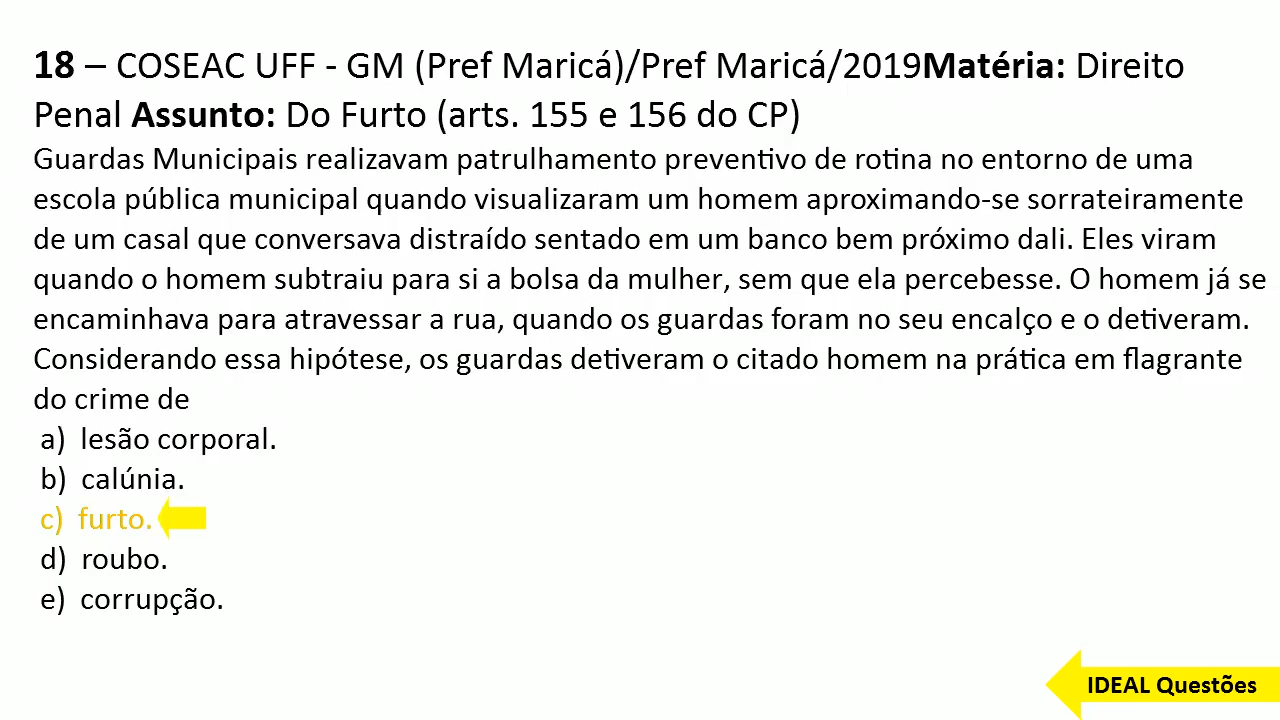 18 – COSEAC UFF - GM (Pref Maricá)/Pref Maricá/2019Matéria: Direito
Penal Assunto: Do Furto (arts. 155 e 156 do CP)
Guardas Municipais realizavam patrulhamento preventivo de rotina no entorno de uma
escola pública municipal quando visualizaram um homem aproximando-se sorrateiramente
de um casal que conversava distraído sentado em um banco bem próximo dali. Eles viram
quando o homem subtraiu para si a bolsa da mulher, sem que ela percebesse. O homem já se
encaminhava para atravessar a rua, quando os guardas foram no seu encalço e o detiveram.
Considerando essa hipótese, os guardas detiveram o citado homem na prática em flagrante
do crime de
a) lesão corporal.
b) calúnia.
c) furto.
d) roubo.
e) corrupção.
IDEAL Questões